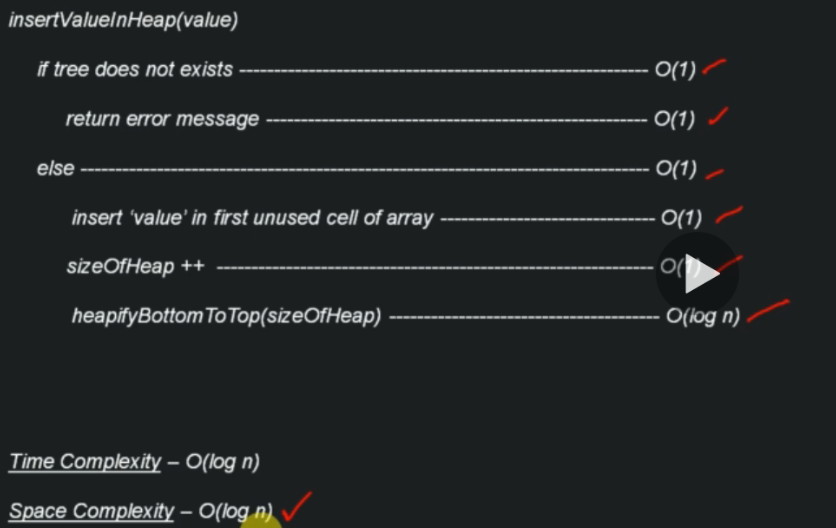 insertValueInHeap(value)
if tree does not exists ------------------------------------------------------------ O(1)
return error message -------------------------------------------------------- O(1)
else ------------------------------------------------------------------------------------ O(1)
insert 'value' in first unused cell of array -------------------------------- O(1)
sizeOfHeap ++ ---------------------------------------------------------------- O(1)
heapifyBottomToTop(sizeOfHeap) ---------------------------------------- O(log n)
Time Complexity – O(log n)
Space Complexity – O(log n)